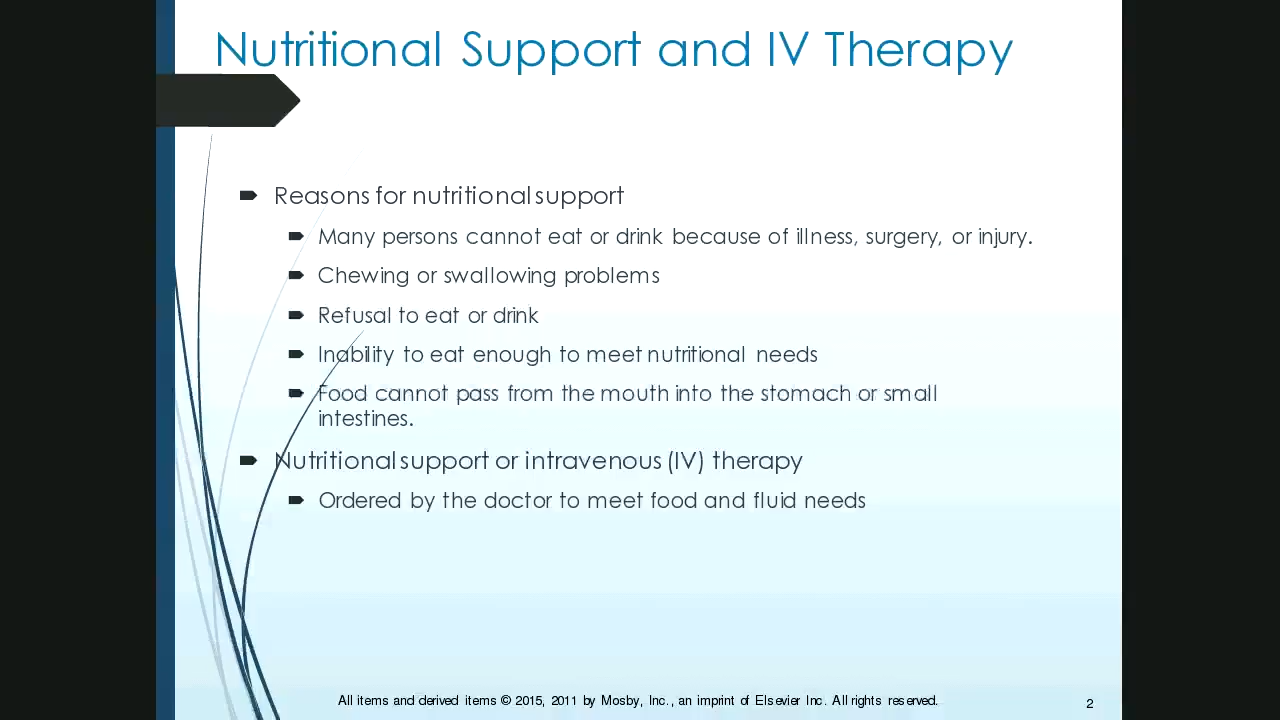 Nutritional Support and IV Therapy
Reasons for nutritional support
Many persons cannot eat or drink because of illness, surgery, or injury.
Chewing or swallowing problems
Refusal to eat or drink
Inability to eat enough to meet nutritional needs
Food cannot pass from the mouth into the stomach or small
intestines.
Nutritional support or intravenous (IV) therapy
Ordered by the doctor to meet food and fluid needs
All items and derived items © 2015, 2011 by Mosby, Inc., an imprint of Elsevier Inc. All rights reserved.
2